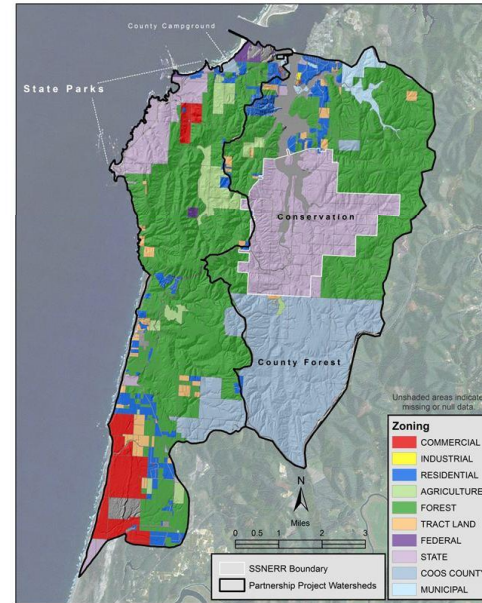 County Campground
State Parks
Conservation
County Forest
Unshaded areas indicate
missing or null data.
Zoning
COMMERCIAL
INDUSTRIAL
RESIDENTIAL
AGRICULTURE
FOREST
TRACT LAND
FEDERAL
STATE
COOS COUNTY
MUNICIPAL
N
Miles
0 0.5 1 2 3
SSNERR Boundary
Partnership Project Watersheds